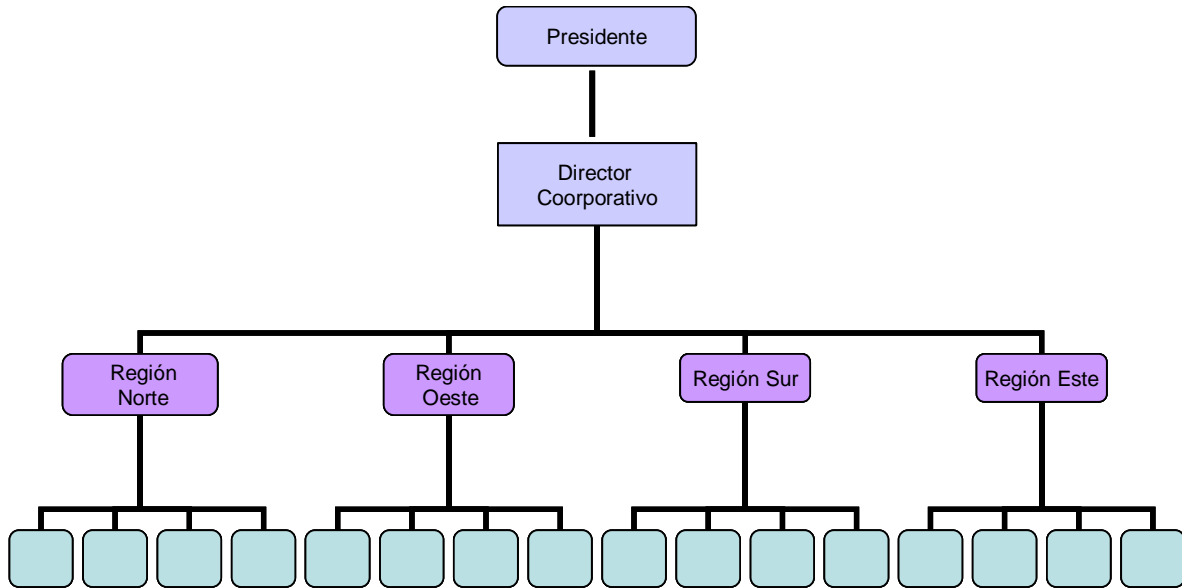 Presidente
Director
Coorporativo
Región
Norte
Región
Oeste
Región Sur
Región Este